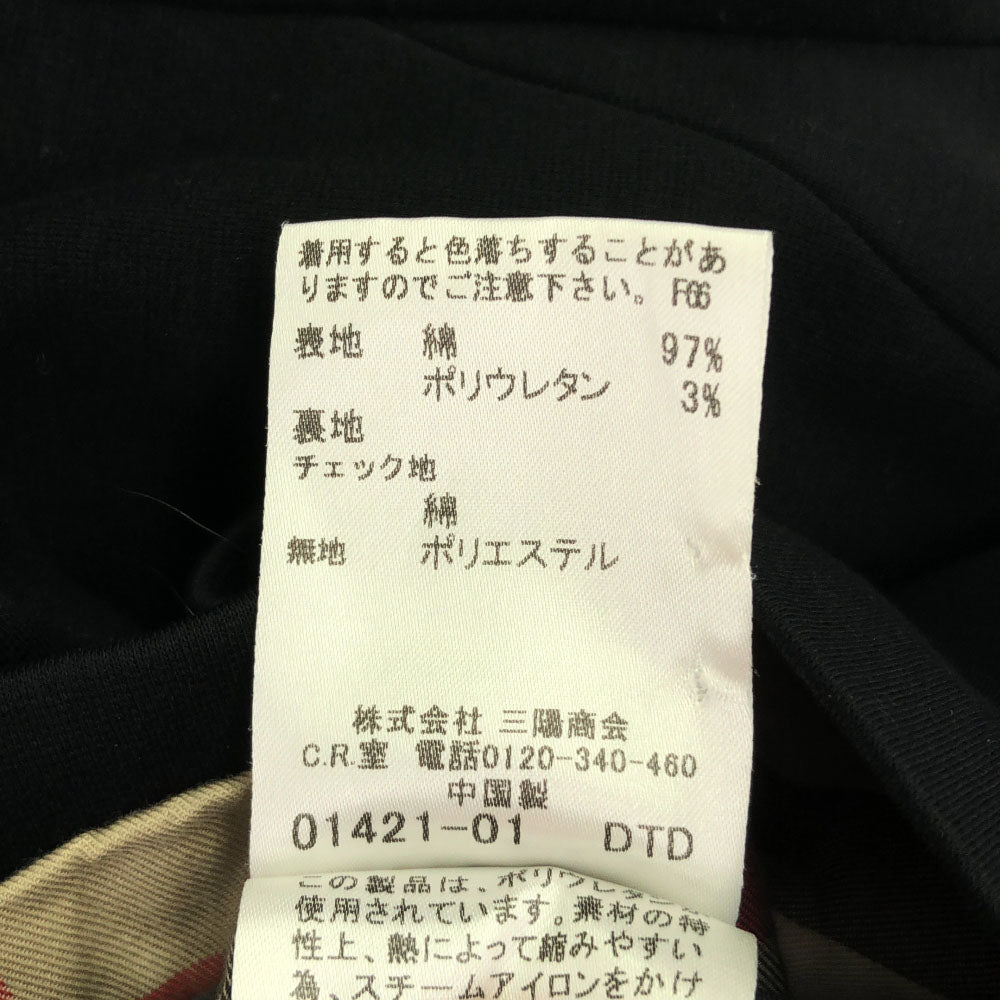 着用すると色落ちすることがあ
りますのでご注意下さい。 F66
表地 綿 97%
ポリウレタン 3%
裏地
チェック地
綿
無地 ポリエステル
株式会社 三陽商会
C.R.室 電話0120-340-460
中国製
01421-01 DTD
この製品は、ポリウレタ
使用されています。素材の特
性上、熱によって縮みやすい
為、スチームアイロンをかけ